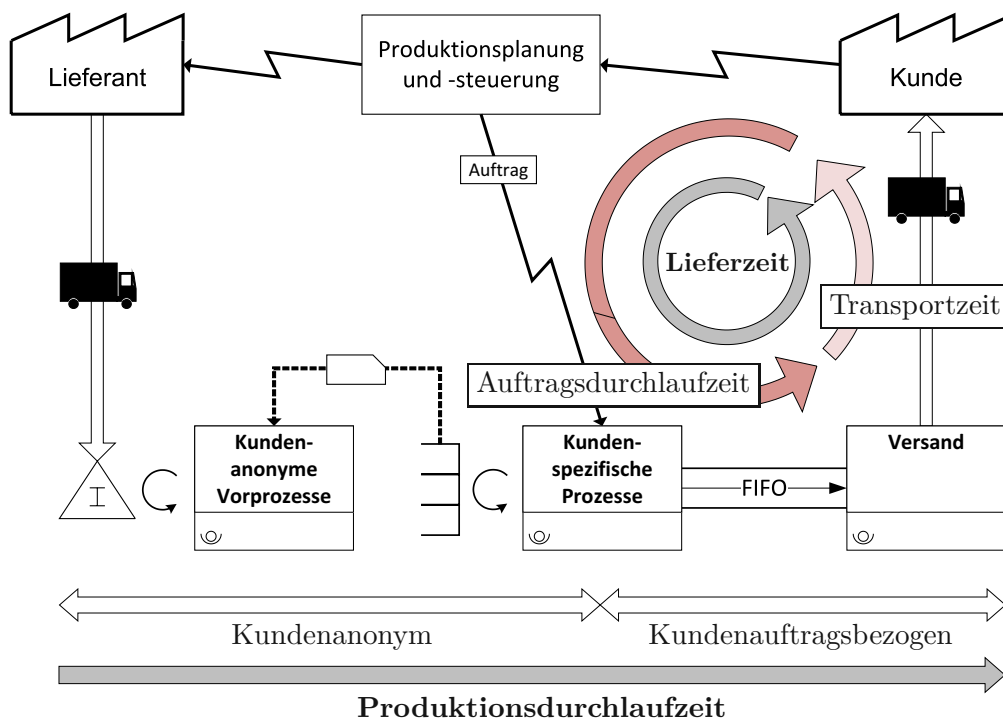 Lieferant
Produktionsplanung
und -steuerung
Kunde
Auftrag
Lieferzeit
Transportzeit
Auftragsdurchlaufzeit
Kunden-
anonyme
Vorprozesse
Kunden-
spezifische
Prozesse
Versand
I
FIFO
Kundenanonym
Kundenauftragsbezogen
Produktionsdurchlaufzeit